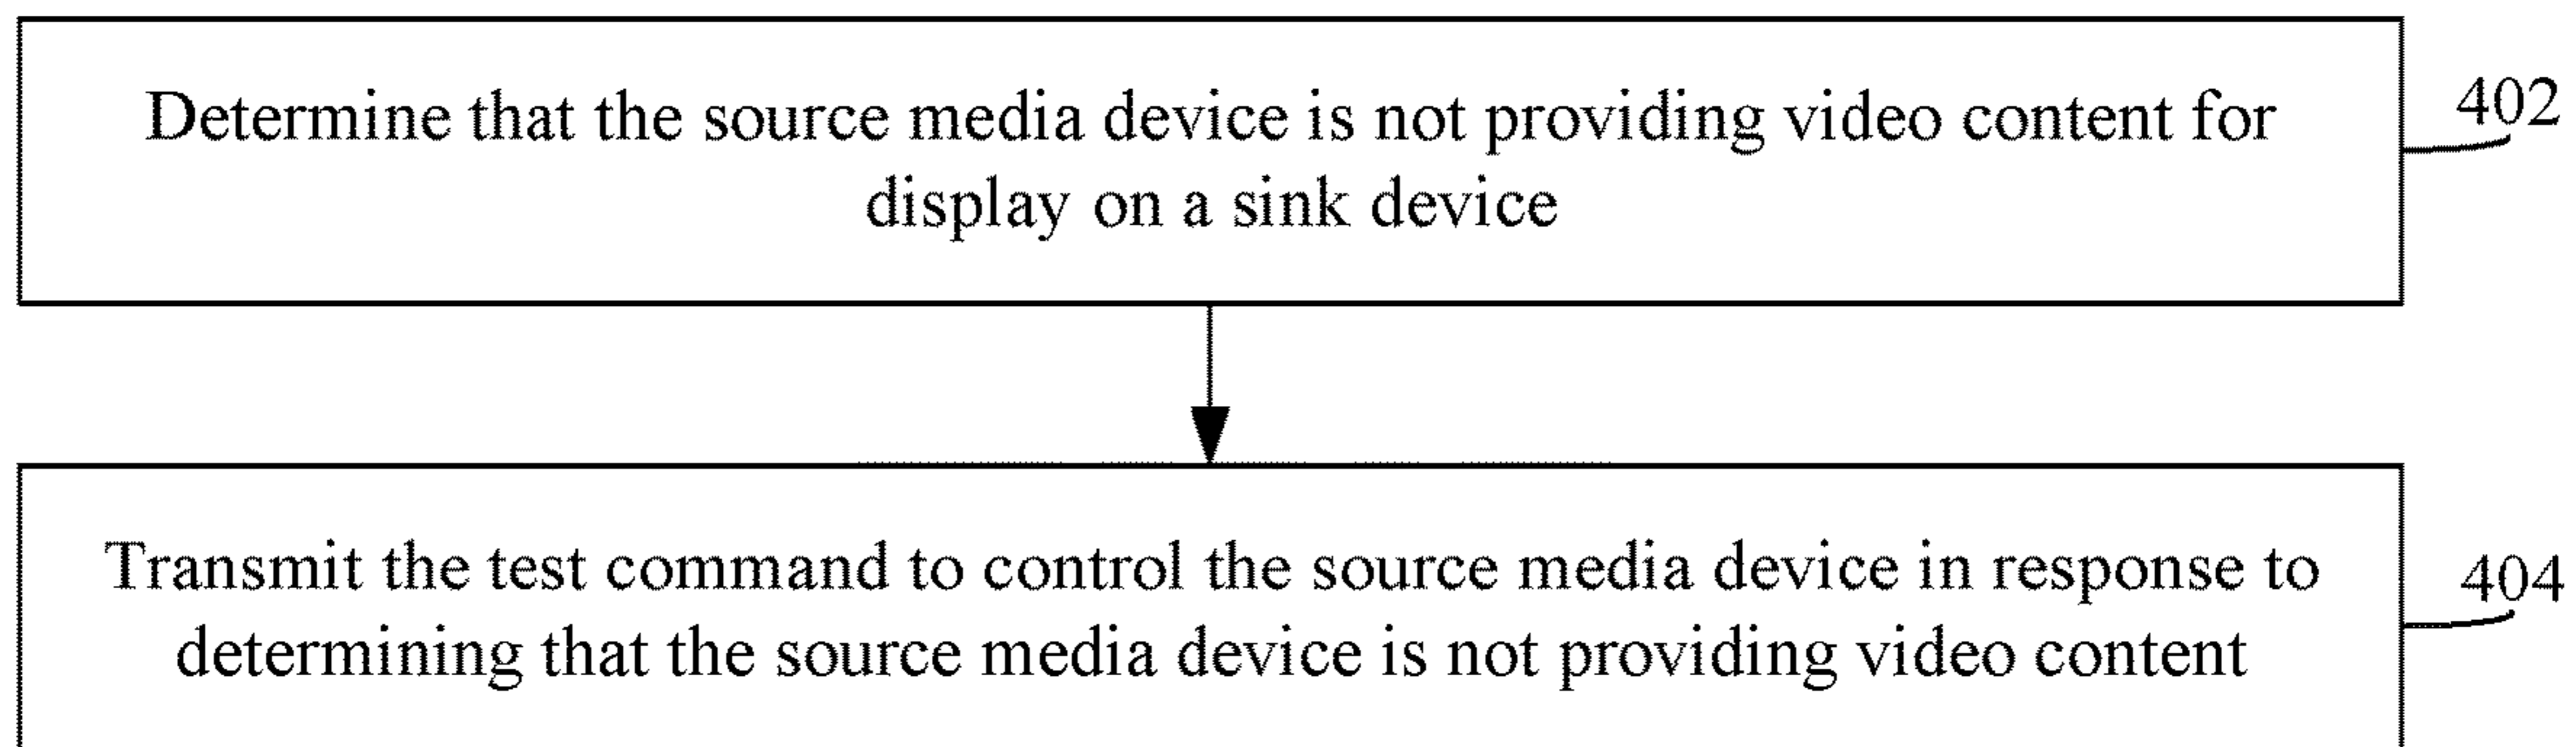 Determine that the source media device is not providing video content for
display on a sink device
402
Transmit the test command to control the source media device in response to
determining that the source media device is not providing video content
404